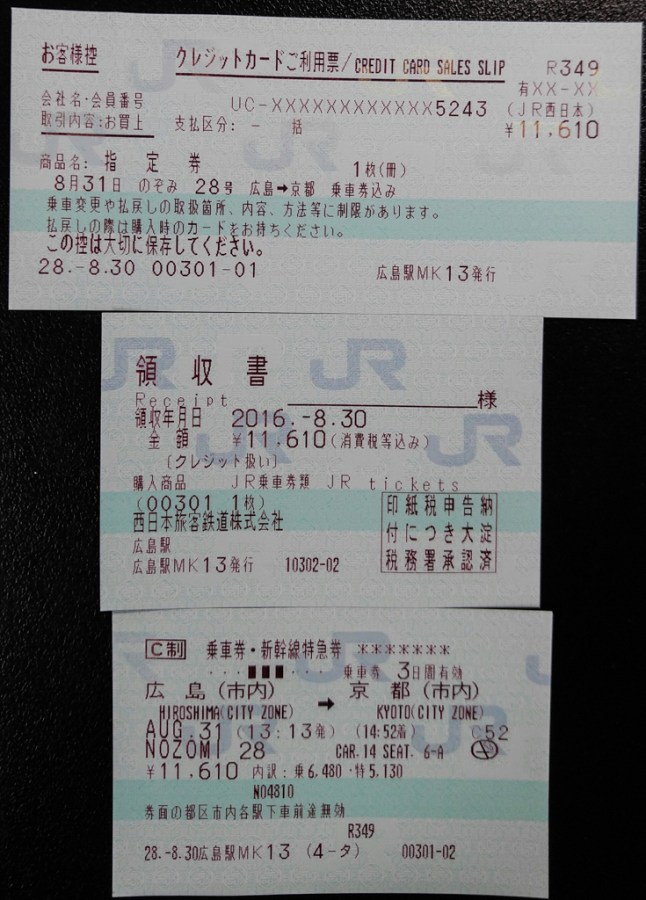 お客様控 クレジットカードご利用票/CREDIT CARD SALES SLIP R349
有XX-XX
会社名・会員番号 UC-XXXXXXXXXXXX5243 (JR西日本)
取引内容:お買上 支払区分: 一 括 ¥11,610
商品名: 指 定 券 1枚(冊)
8月31日 のぞみ 28号 広島➡京都 乗車券込み
乗車変更や払戻しの取扱箇所、内容、方法等に制限があります。
払戻しの際は購入時のカードをお持ちください。
この控は大切に保存してください。
28.-8.30 00301-01 広島駅MK13発行
領収書
Receipt 様
領収年月日 2016.-8.30
金 額 ¥11,610(消費税等込み)
(クレジット扱い)
購入商品 JR乗車券類 JR tickets
(00301 1枚)
西日本旅客鉄道株式会社
広島駅
広島駅MK13発行 10302-02
印紙税申告納
付につき大淀
税務署承認済
C制 乗車券・新幹線特急券 *******
・・・■■■・・・ 乗車券 3日間有効
広 島(市内) ➡ 京 都(市内)
HIROSHIMA(CITY ZONE) KYOTO(CITY ZONE)
AUG.31 (13:13発) (14:52着) C52
NOZOMI 28 CAR.14 SEAT. 6-A
¥11,610 内訳:乗6,480・特5,130
N04810
券面の都区市内各駅下車前途無効
R349
28.-8.30広島駅MK13 (4-タ) 00301-02